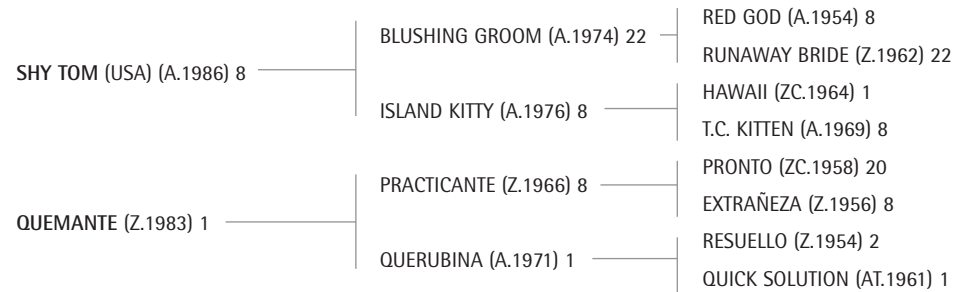 SHY TOM (USA) (A.1986) 8
BLUSHING GROOM (A.1974) 22
RED GOD (A.1954) 8
RUNAWAY BRIDE (Z.1962) 22
ISLAND KITTY (A.1976) 8
HAWAII (ZC.1964) 1
T.C. KITTEN (A.1969) 8
QUEMANTE (Z.1983) 1
PRACTICANTE (Z.1966) 8
PRONTO (ZC.1958) 20
EXTRAÑEZA (Z.1956) 8
QUERUBINA (A.1971) 1
RESUELLO (Z.1954) 2
QUICK SOLUTION (AT.1961) 1